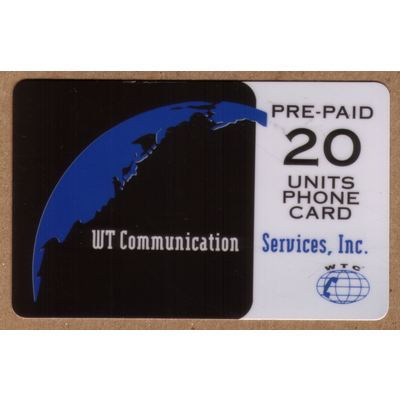 PRE-PAID
20
UNITS
PHONE
CARD
WT Communication Services, Inc.
WTC